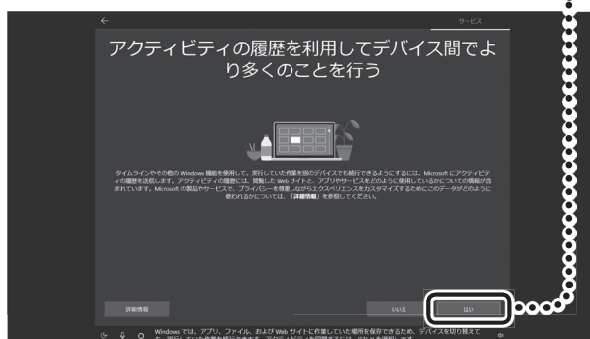 サービス
アクティビティの履歴を利用してデバイス間でよ
り多くのことを行う
タイムラインやその他の Windows 機能を使用して、実行していた作業を別のデバイスでも続行できるようにするには、Microsoft にアクティビテ
ィの履歴を送信します。アクティビティの履歴には、閲覧した Web サイトと、アプリやサービスをどのように使用しているかについての情報が含
まれています。Microsoft の製品やサービスで、プライバシーを尊重しながらエクスペリエンスをカスタマイズするためにこのデータがどのように
使われるかについては、「詳細情報」を参照してください。
詳細情報
いいえ
はい
Windows では、アプリ、ファイル、および Web サイトに作業していた場所を保存できるため、デバイスを切り替えて